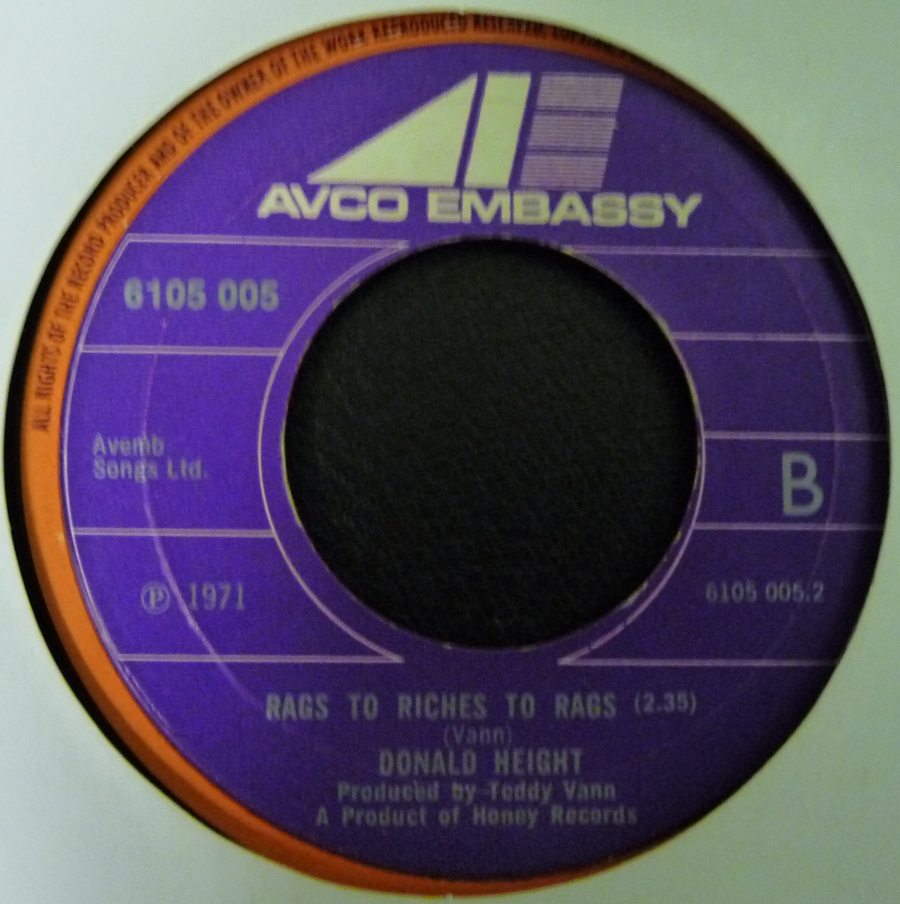 ALL RIGHTS OF THE RECORD PRODUCER AND OF THE OWNER OF THE WORK REPRODUCED RESERVED
AVCO EMBASSY
6105 005
Avemb
Songs Ltd.
B
℗ 1971
6105 005.2
RAGS TO RICHES TO RAGS (2.35)
(Vann)
DONALD HEIGHT
Produced by Teddy Vann
A Product of Honey Records